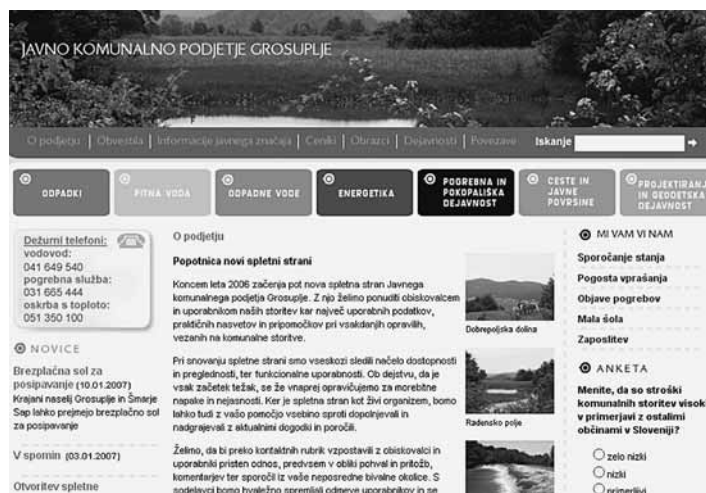 JAVNO KOMUNALNO PODJETJE GROSUPLJE
O podjetju | Obvestila | Informacije javnega značaja | Ceniki | Obrazci | Dejavnosti | Povezave Iskanje
ODPADKI
PITNA VODA
ODPADNE VODE
ENERGETIKA
POGREBNA IN
POKOPALIŠKA
DEJAVNOST
CESTE IN
JAVNE
POVRŠINE
PROJEKTIRANJ
IN GEODETSKA
DEJAVNOST
Dežurni telefoni:
vodovod:
041 649 540
pogrebna služba:
031 665 444
oskrba s toploto:
051 350 100
NOVICE
Brezplačna sol za
posipavanje (10.01.2007)
Krajani naselij Grosuplje in Šmarje
Sap lahko prejmejo brezplačno sol
za posipavanje
V spomin (03.01.2007)
Otvoritev spletne
O podjetju
Popotnica novi spletni strani
Koncem leta 2006 začenja pot nova spletna stran Javnega
komunalnega podjetja Grosuplje. Z njo želimo ponuditi obiskovalcem
in uporabnikom naših storitev kar največ uporabnih podatkov,
praktičnih nasvetov in pripomočkov pri vsakdanjih opravilih,
vezanih na komunalne storitve.
Pri snovanju spletne strani smo vseskozi sledili načelo dostopnosti
in preglednosti, ter funkcionalne uporabnosti. Ob dejstvu, da je
vsak začetek težak, se že vnaprej opravičujemo za morebitne
napake in nejasnosti. Ker je spletna stran kot živi organizem, bomo
lahko tudi z vašo pomočjo vsebino sproti dopolnjevali in
nadgrajevali z aktualnimi dogodki in poročili.
Želimo, da bi preko kontaktnih rubrik vzpostavili z obiskovalci in
uporabniki pristen odnos, predvsem v obliki pohval in pritožb,
komentarjev ter sporočil iz vaše neposredne bivalne okolice. S
sodelavci bomo hvaležno spremljali odmeve uporabnikov in se
Dobrepoljska dolina
Radensko polje
MI VAM VI NAM
Sporočanje stanja
Pogosta vprašanja
Objave pogrebov
Mala šola
Zaposlitev
ANKETA
Menite, da so stroški
komunalnih storitev visok
v primerjavi z ostalimi
občinami v Sloveniji?
zelo nizki
nizki
primerljivi